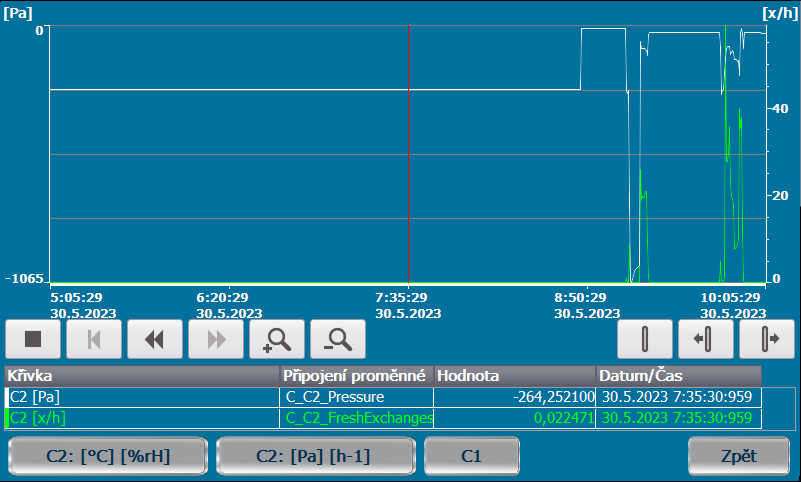 [Pa] [x/h]
0
40
20
-1065 0
5:05:29 6:20:29 7:35:29 8:50:29 10:05:29
30.5.2023 30.5.2023 30.5.2023 30.5.2023 30.5.2023
Křivka Připojení proměnné Hodnota Datum/Čas
C2 [Pa] C_C2_Pressure -264,252100 30.5.2023 7:35:30:959
C2 [x/h] C_C2_FreshExchanges 0,022471 30.5.2023 7:35:30:959
C2: [°C] [%rH] C2: [Pa] [h-1] C1 Zpět